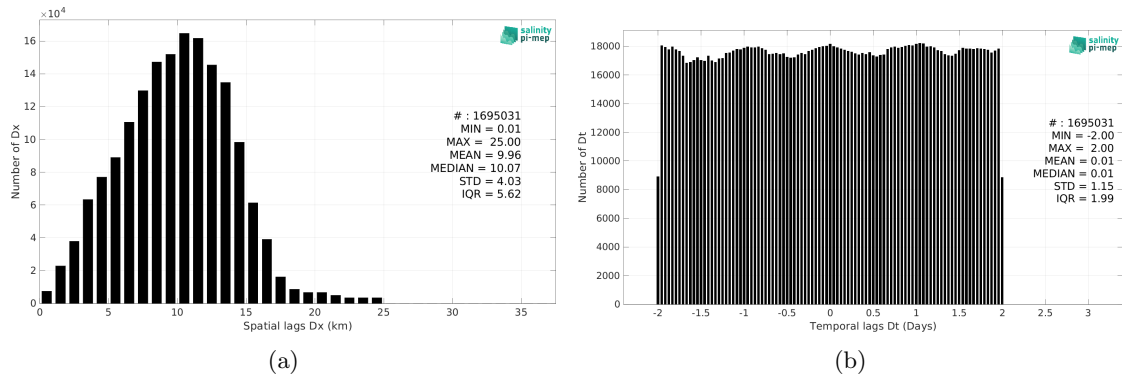 ×10⁴
16
14
12
10
8
6
4
2
0
Number of Dx
salinity
pi-mep
# : 1695031
MIN = 0.01
MAX = 25.00
MEAN = 9.96
MEDIAN = 10.07
STD = 4.03
IQR = 5.62
0 5 10 15 20 25 30 35
Spatial lags Dx (km)
(a)
18000
16000
14000
12000
10000
8000
6000
4000
2000
0
Number of Dt
salinity
pi-mep
# : 1695031
MIN = -2.00
MAX = 2.00
MEAN = 0.01
MEDIAN = 0.01
STD = 1.15
IQR = 1.99
-2 -1.5 -1 -0.5 0 0.5 1 1.5 2 2.5 3
Temporal lags Dt (Days)
(b)